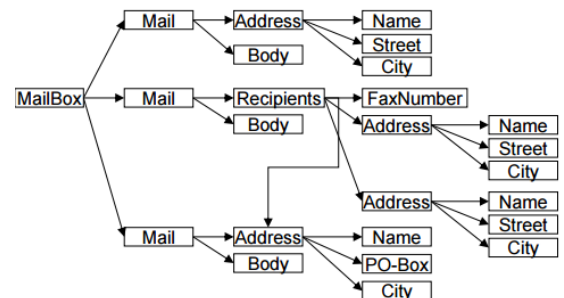 Mail Address Name
Street
Body
City
MailBox Mail Recipients FaxNumber
Body Address Name
Street
City
Address Name
Street
Mail Address Name City
Body PO-Box
City